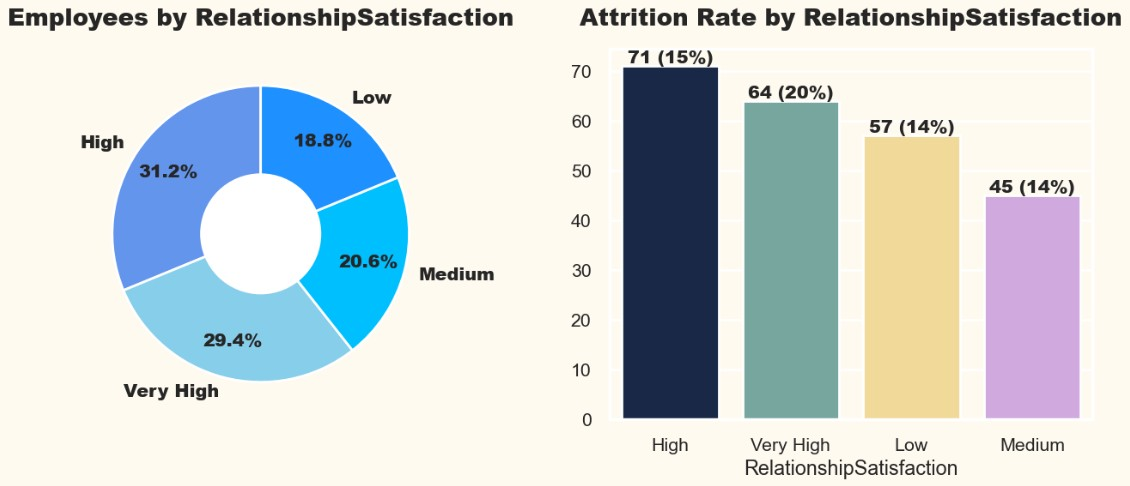 Employees by RelationshipSatisfaction
Low
High
18.8%
31.2%
20.6%
Medium
29.4%
Very High
Attrition Rate by RelationshipSatisfaction
71 (15%)
64 (20%)
57 (14%)
45 (14%)
70
60
50
40
30
20
10
0
High Very High Low Medium
RelationshipSatisfaction